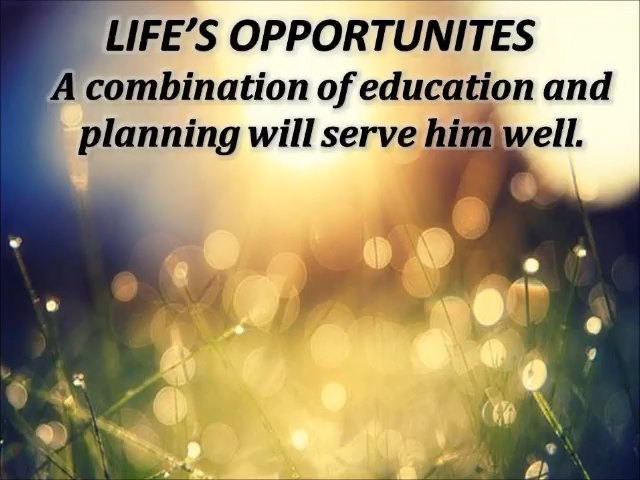 LIFE’S OPPORTUNITES
A combination of education and
planning will serve him well.